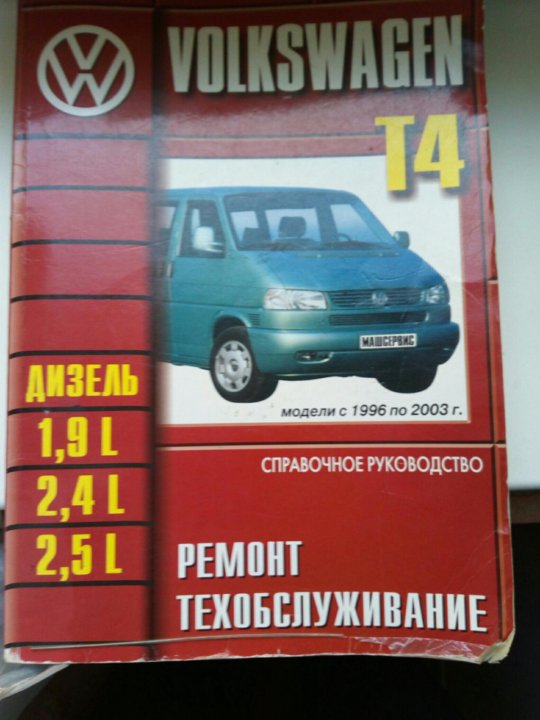 VOLKSWAGEN
T4
МАШСЕРВИС
модели с 1996 по 2003 г.
ДИЗЕЛЬ
1,9 L
2,4 L
2,5 L
СПРАВОЧНОЕ РУКОВОДСТВО
РЕМОНТ
ТЕХОБСЛУЖИВАНИЕ